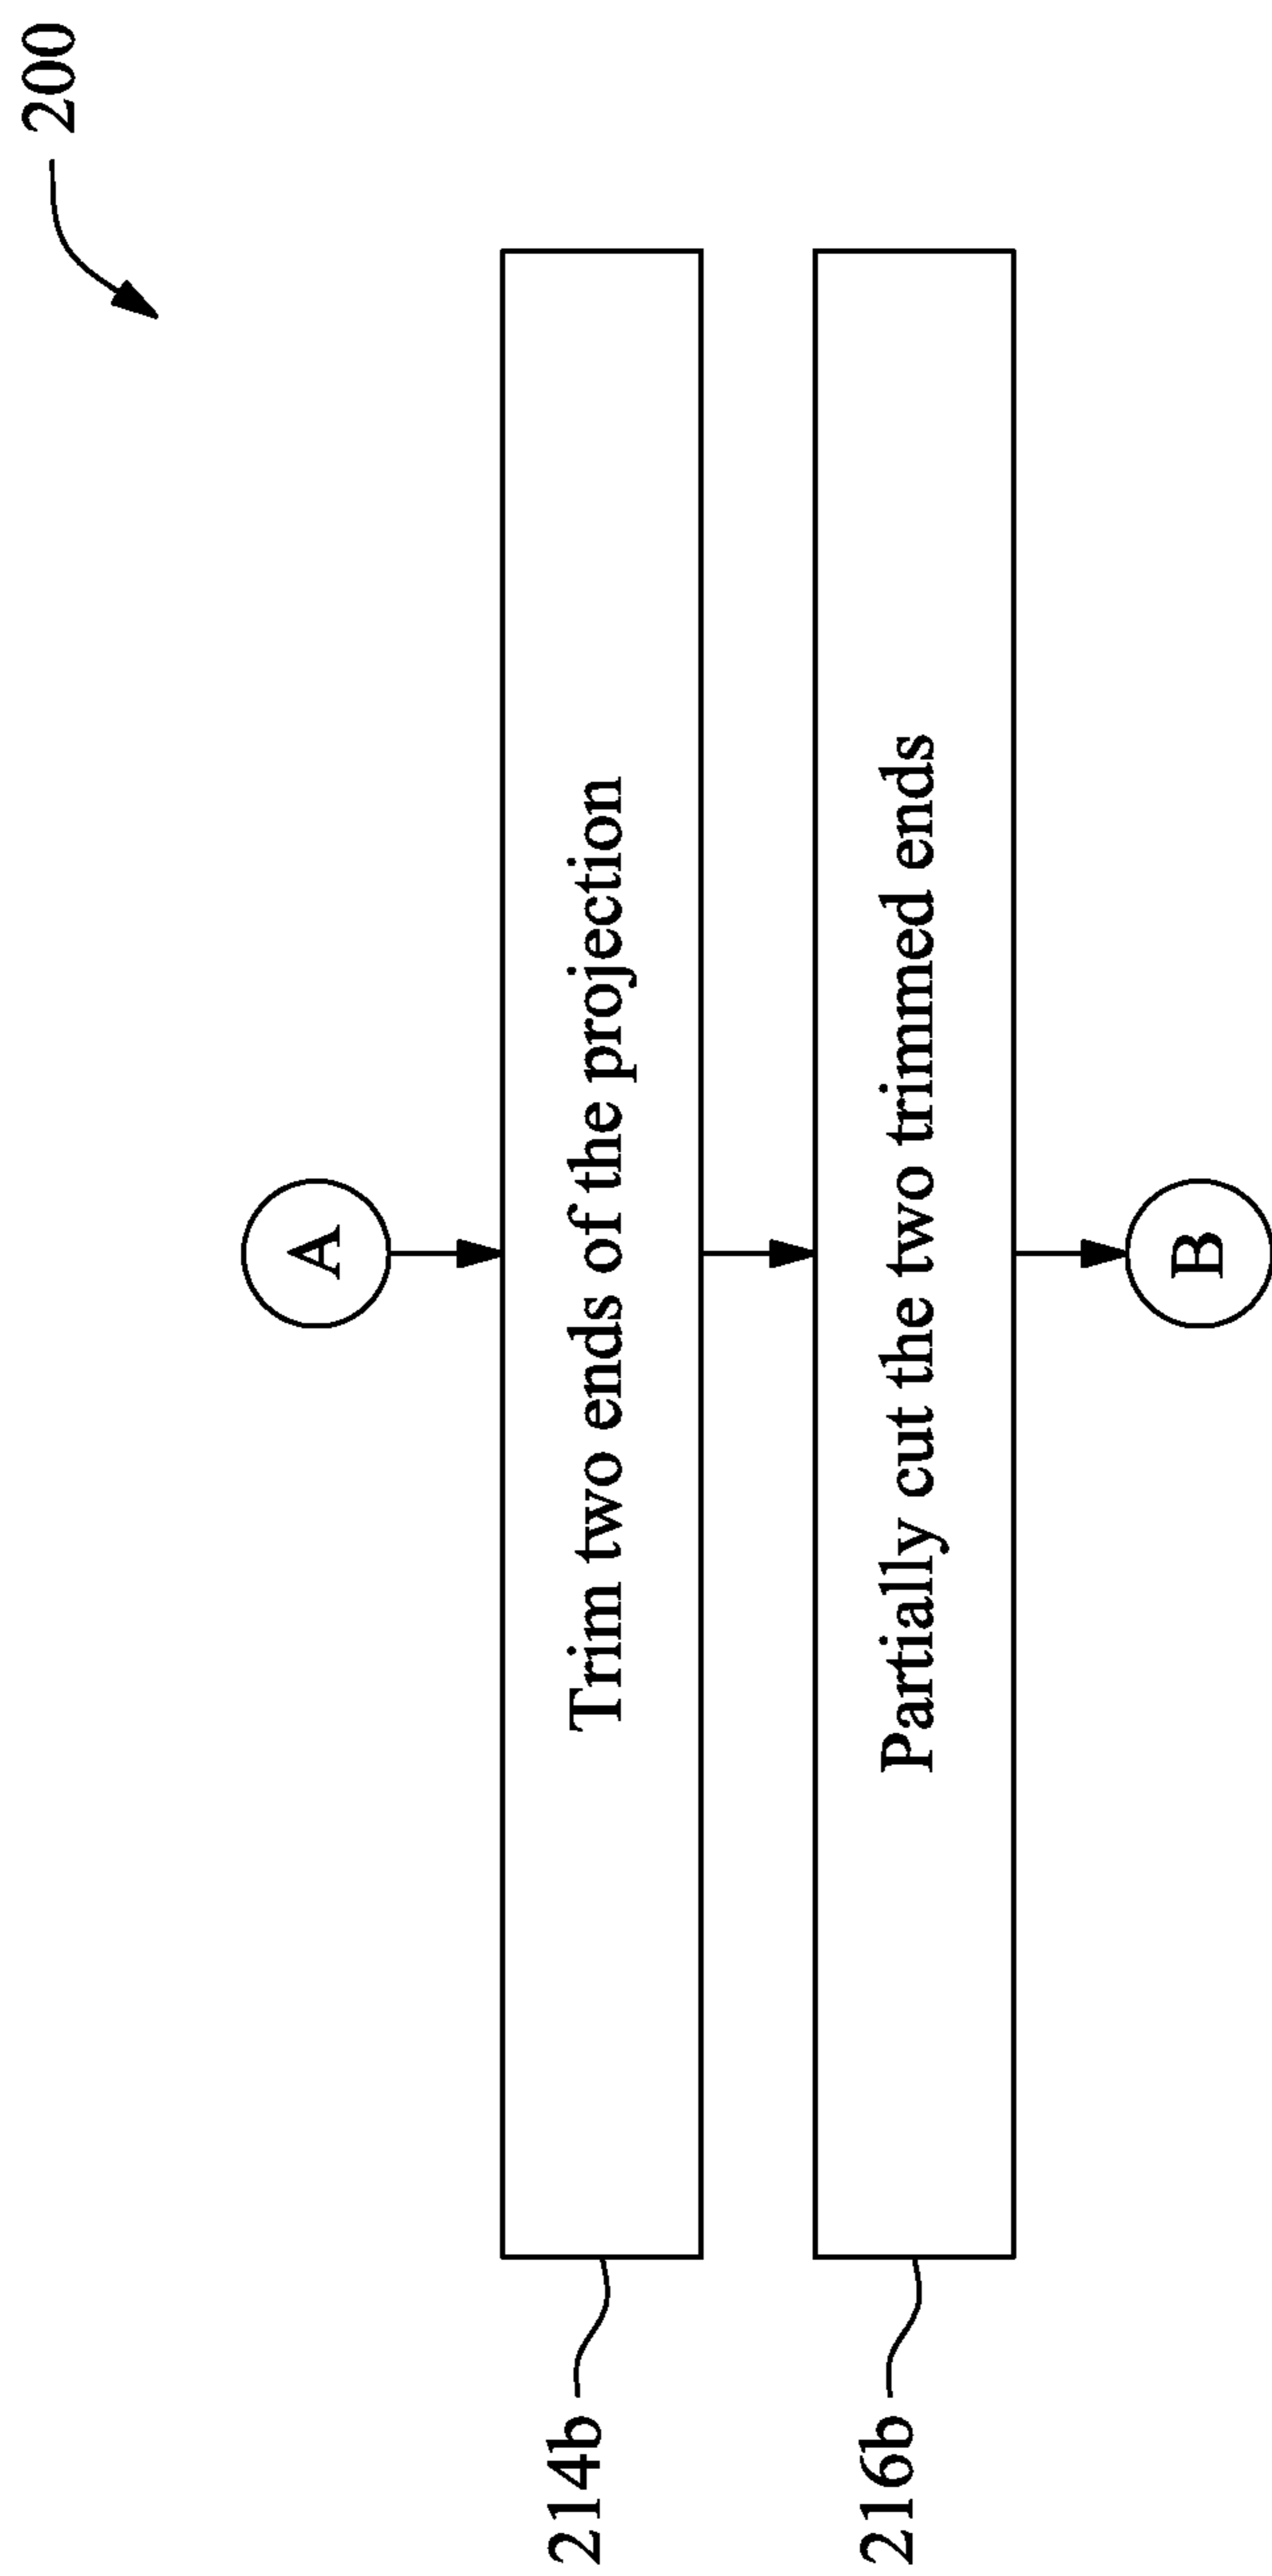 200
A
214b
Trim two ends of the projection
216b
Partially cut the two trimmed ends
B